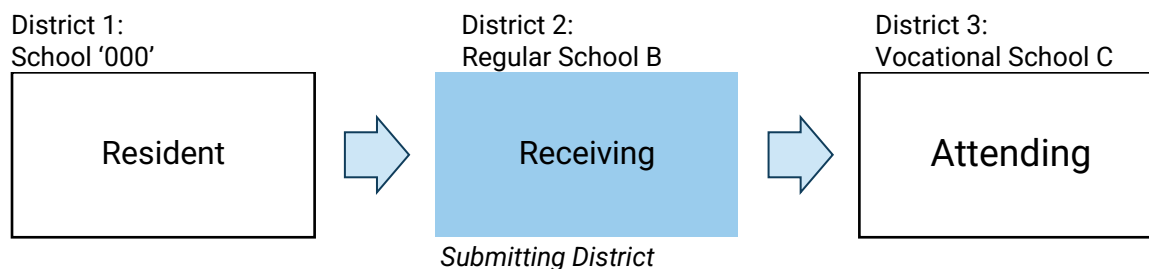 District 1:
School ‘000’
Resident
District 2:
Regular School B
Receiving
Submitting District
District 3:
Vocational School C
Attending